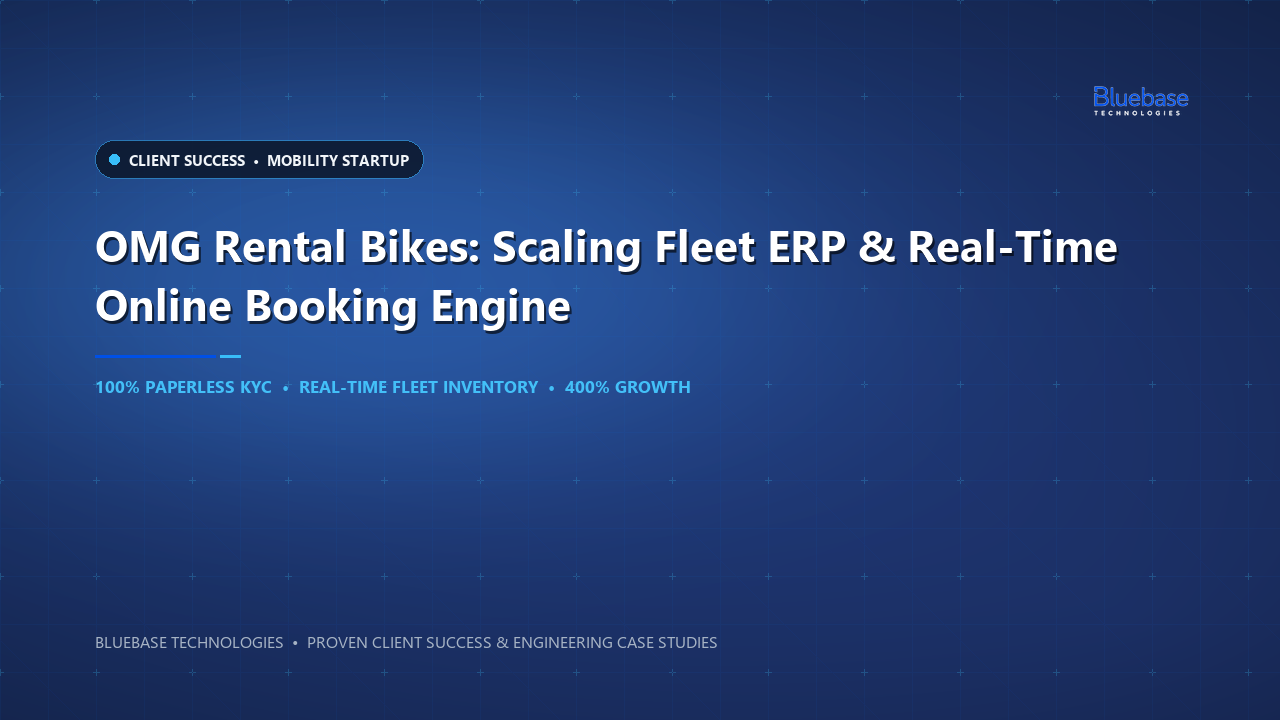 Bluebase
TECHNOLOGIES
CLIENT SUCCESS • MOBILITY STARTUP
OMG Rental Bikes: Scaling Fleet ERP & Real-Time
Online Booking Engine
100% PAPERLESS KYC • REAL-TIME FLEET INVENTORY • 400% GROWTH
BLUEBASE TECHNOLOGIES • PROVEN CLIENT SUCCESS & ENGINEERING CASE STUDIES